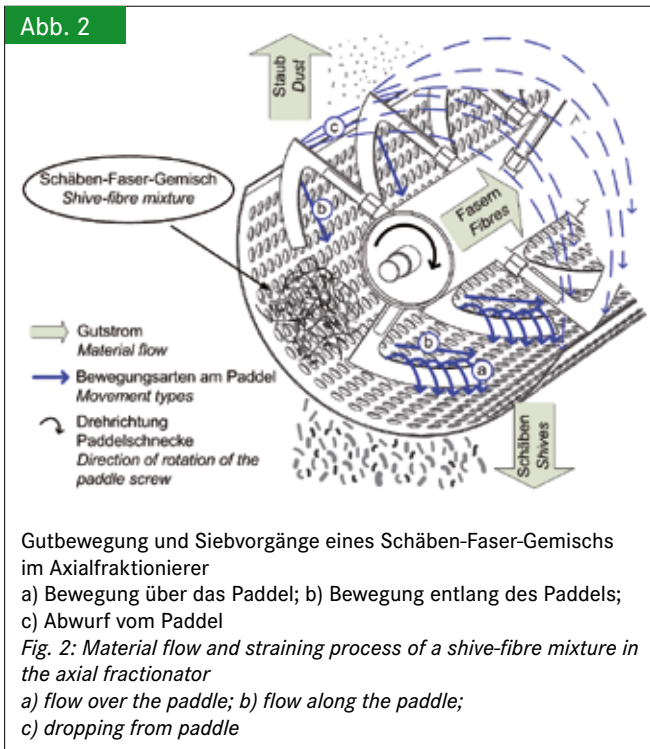 Abb. 2
Staub
Dust
c
Schäben-Faser-Gemisch
Shive-fibre mixture
b
Fasern
Fibres
b
a
Gutstrom
Material flow
Bewegungsarten am Paddel
Movement types
Drehrichtung
Paddelschnecke
Direction of rotation of the
paddle screw
Schäben
Shives
Gutbewegung und Siebvorgänge eines Schäben-Faser-Gemischs
im Axialfraktionierer
a) Bewegung über das Paddel; b) Bewegung entlang des Paddels;
c) Abwurf vom Paddel
Fig. 2: Material flow and straining process of a shive-fibre mixture in
the axial fractionator
a) flow over the paddle; b) flow along the paddle;
c) dropping from paddle